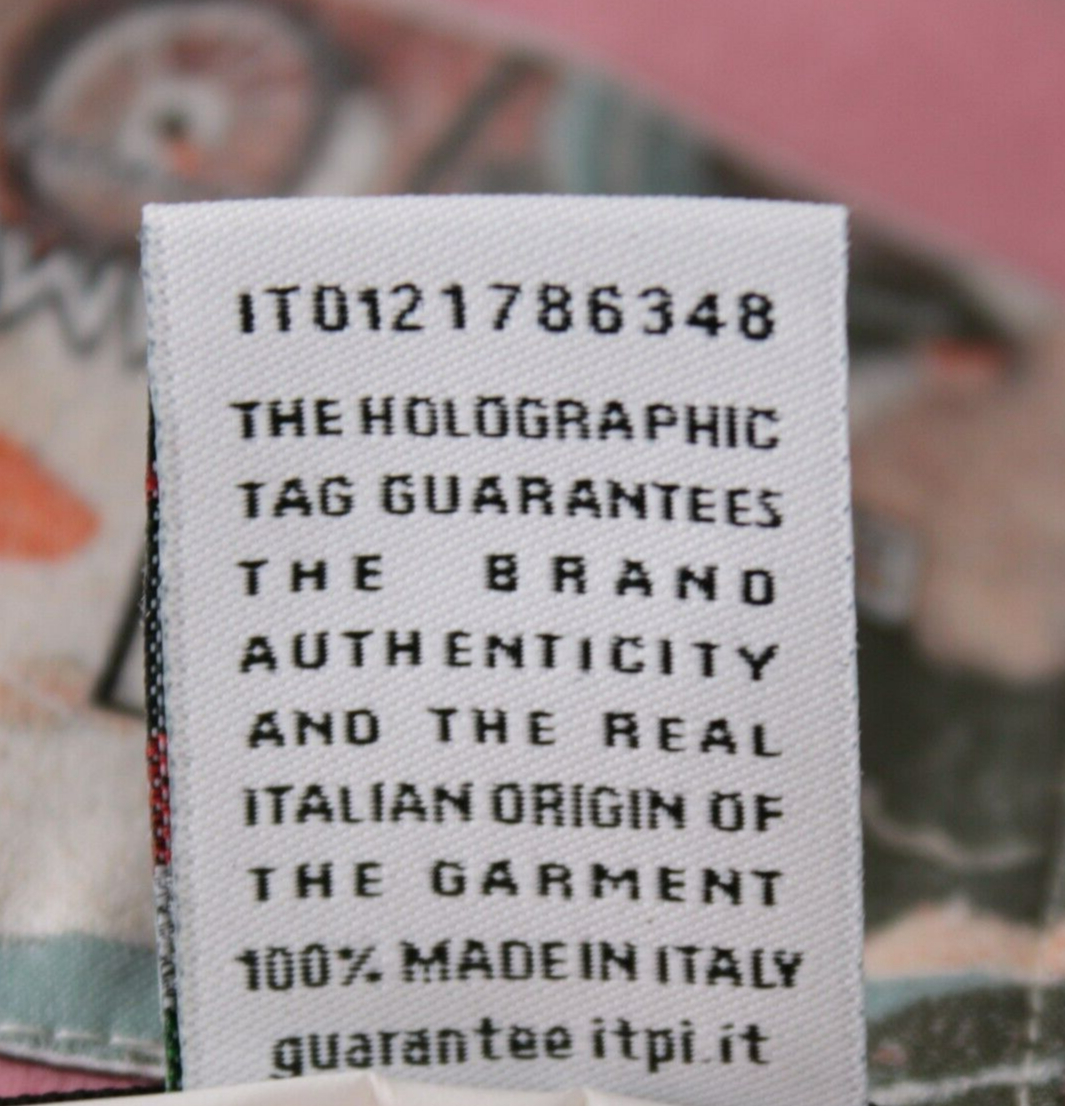 IT0121786348
THE HOLOGRAPHIC
TAG GUARANTEES
THE BRAND
AUTHENTICITY
AND THE REAL
ITALIAN ORIGIN OF
THE GARMENT
100% MADE IN ITALY
guarantee itpi.it